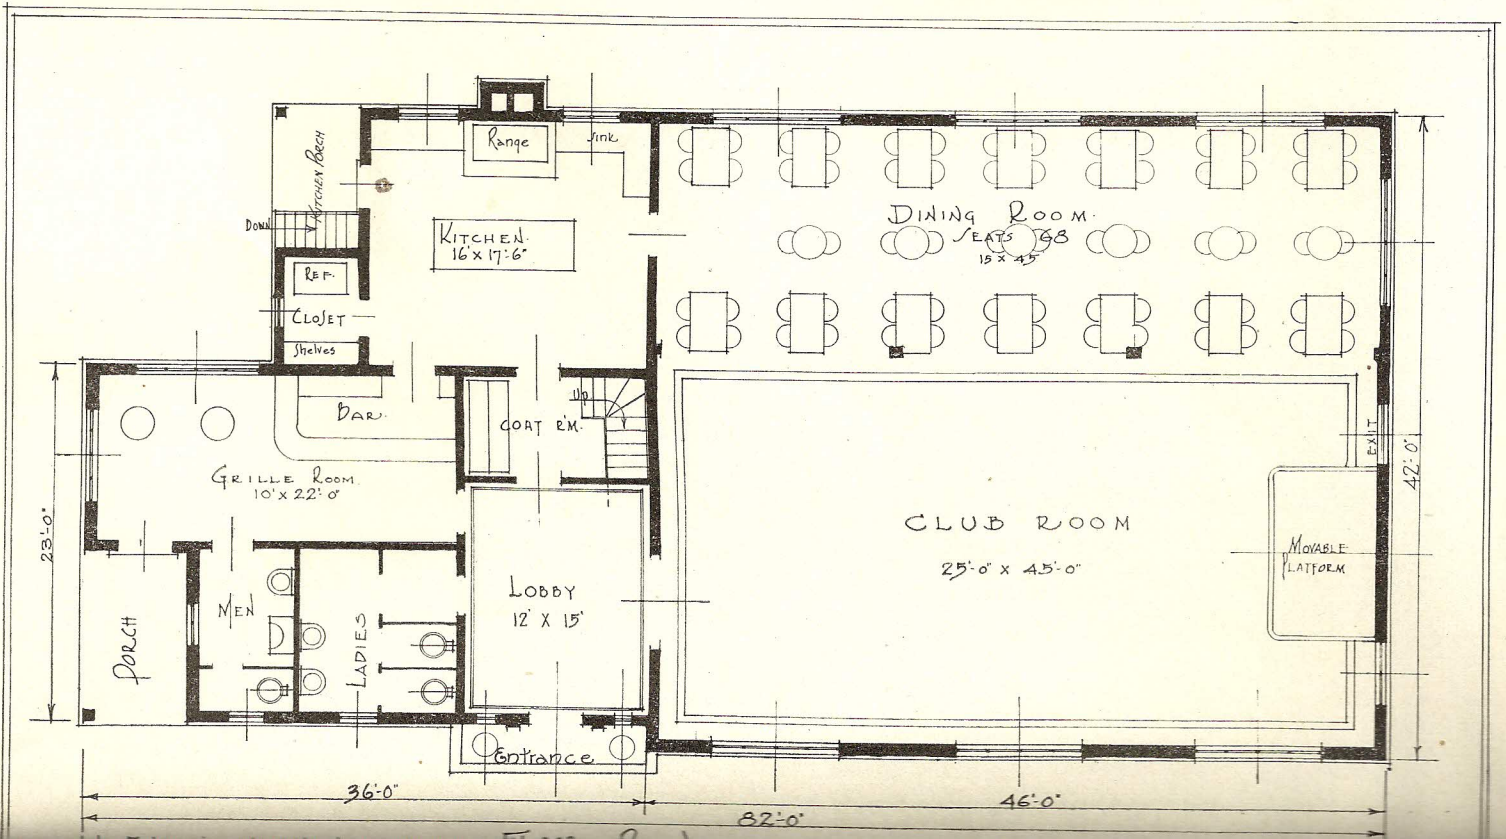 Range
Sink
KITCHEN PORCH
DOWN
KITCHEN.
16' x 17'-6"
DINING ROOM.
SEATS 68
15 x 45'
REF.
CLOSET
Shelves
BAR.
UP
COAT R'M.
GRILLE ROOM.
10' x 22'-0"
EXIT
42'-0"
CLUB ROOM
25'-0" x 45'-0"
MOVABLE
PLATFORM
23'-0"
MEN
LADIES
PORCH
LOBBY
12' X 15'
Entrance
36'-0"
46'-0"
82'-0"